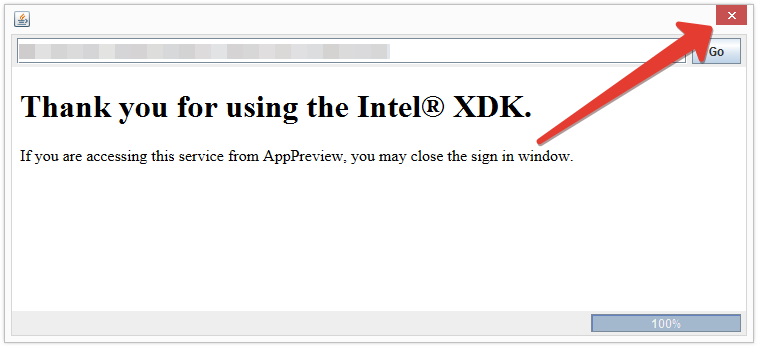 Go
Thank you for using the Intel® XDK.
If you are accessing this service from AppPreview, you may close the sign in window.
100%